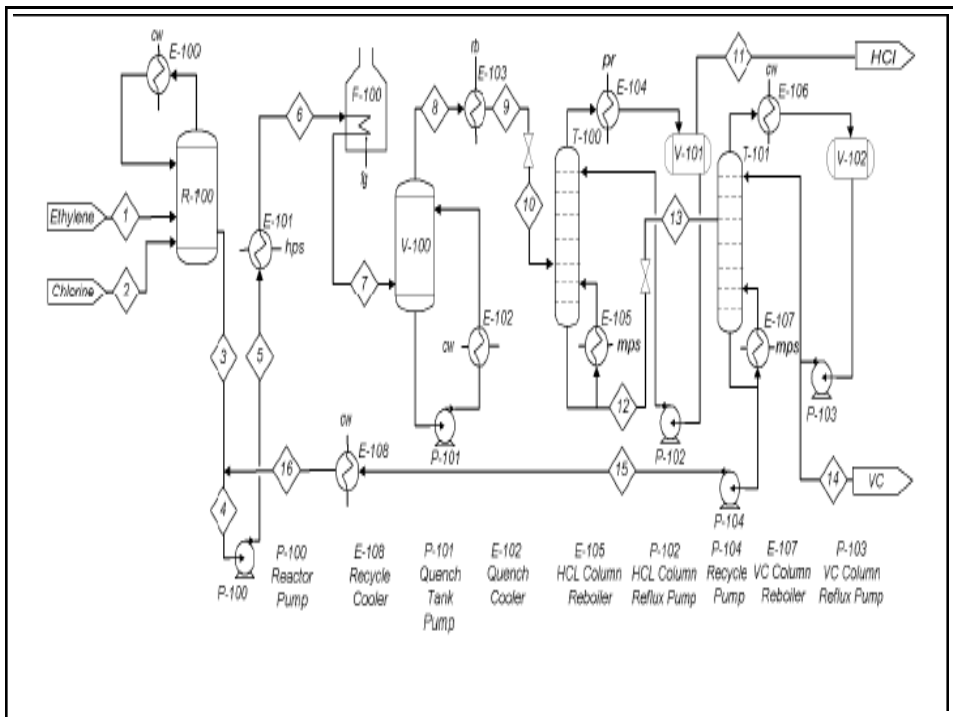 cw
E-100
R-100
Ethylene
1
Chlorine
2
3
4
5
6
E-101
hps
F-100
fg
7
8
V-100
rb
E-103
9
10
E-102
cw
P-101
pr
E-104
T-100
V-101
11
HCl
E-105
mps
12
13
P-102
cw
E-106
T-101
V-102
E-107
mps
P-103
14
VC
P-104
15
cw
E-108
16
P-100
P-100
Reactor
Pump
E-108
Recycle
Cooler
P-101
Quench
Tank
Pump
E-102
Quench
Cooler
E-105
HCL Column
Reboiler
P-102
HCL Column
Reflux Pump
P-104
Recycle
Pump
E-107
VC Column
Reboiler
P-103
VC Column
Reflux Pump